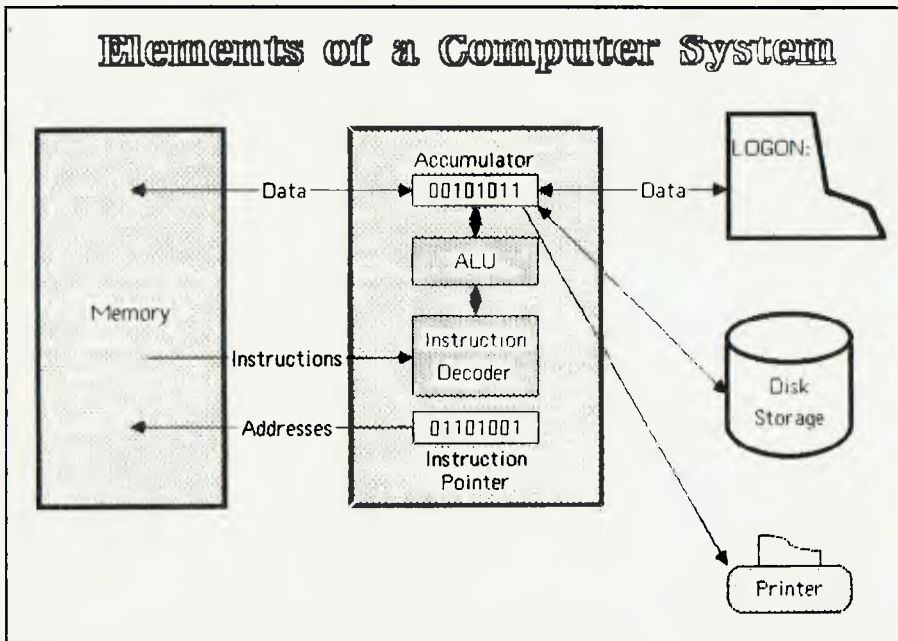 Elements of a Computer System
Accumulator
LOGON:
Data
00101011
Data
ALU
Memory
Instructions
Instruction
Decoder
Disk
Storage
Addresses
01101001
Instruction
Pointer
Printer